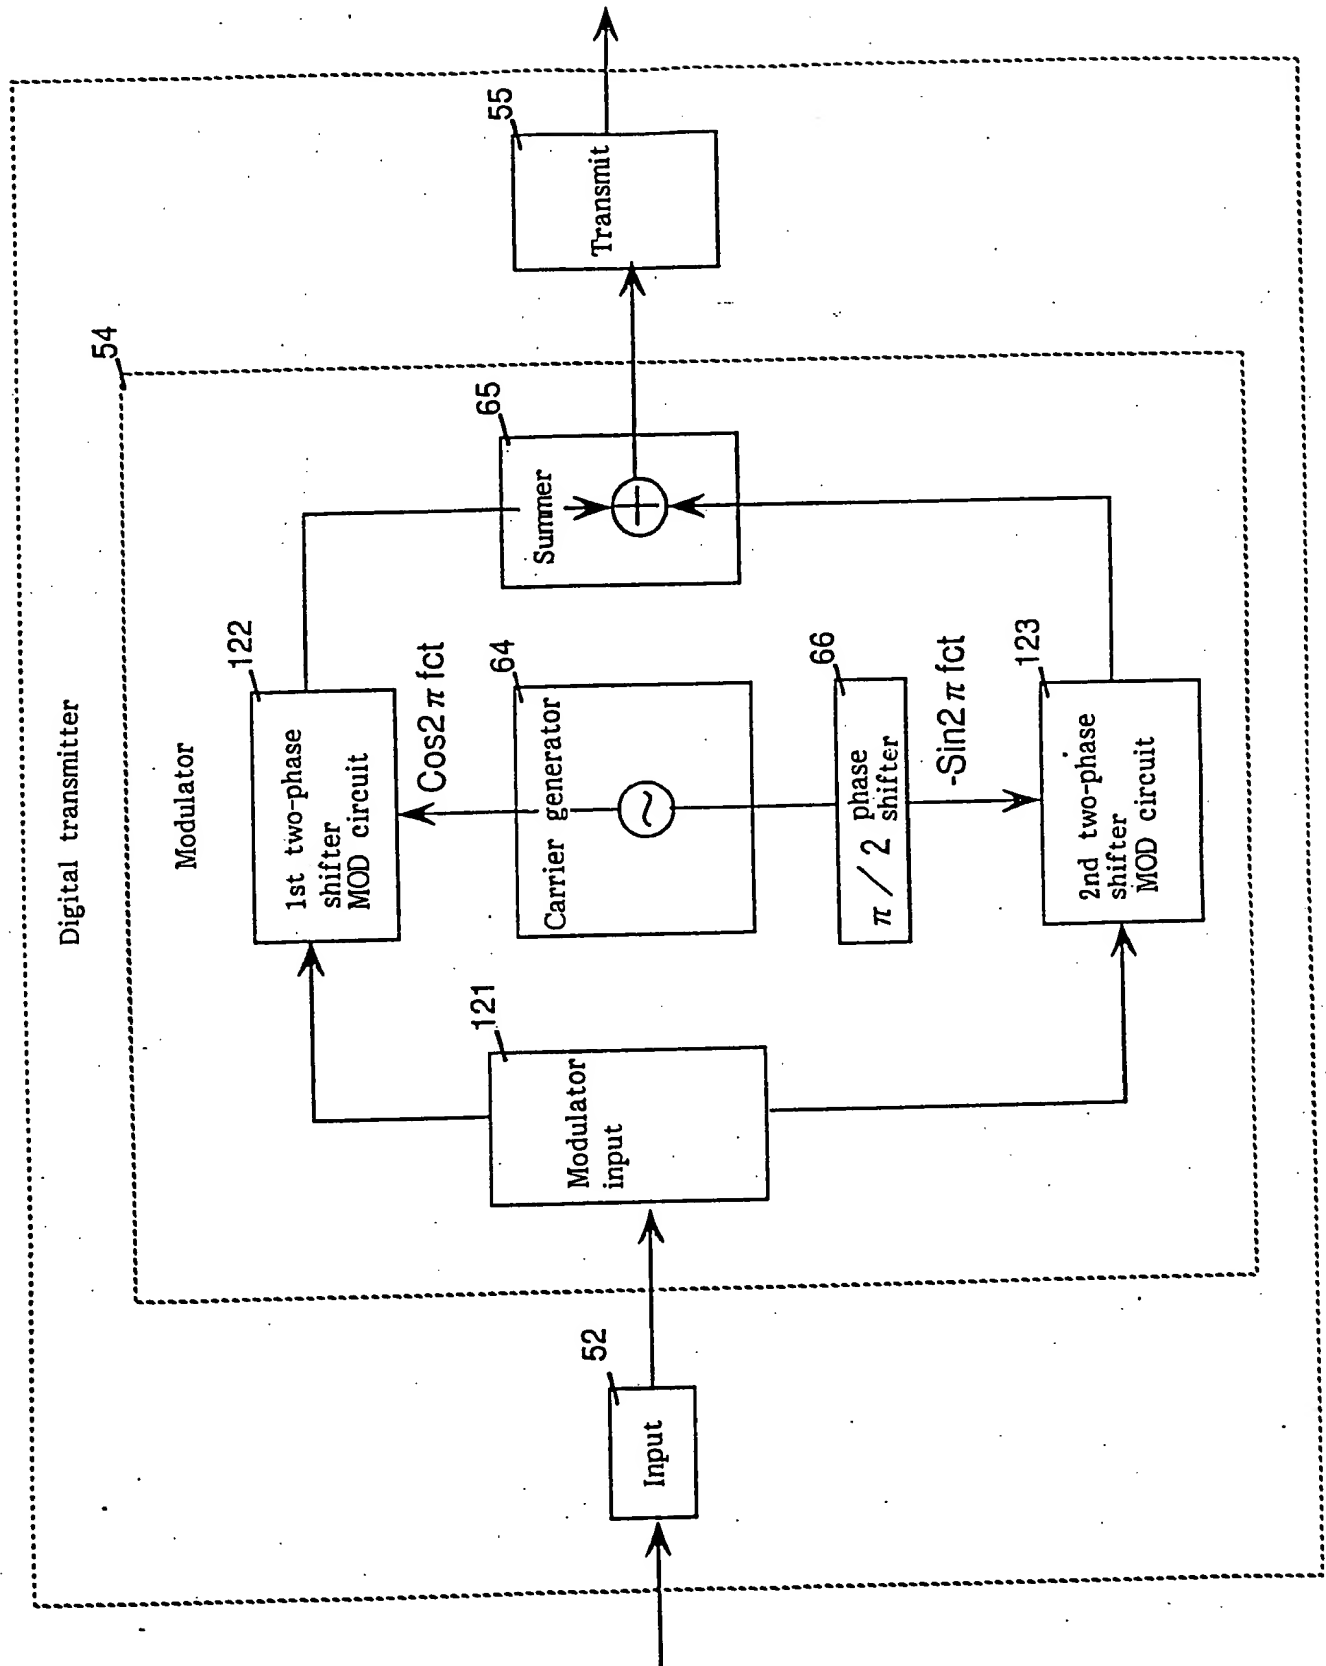 Digital transmitter
54
Modulator
122
1st two-phase
shifter
MOD circuit
Cos2πfct
52
Input
121
Modulator
input
64
Carrier generator
65
Summer
55
Transmit
66
π/2 phase
shifter
-Sin2πfct
123
2nd two-phase
shifter
MOD circuit